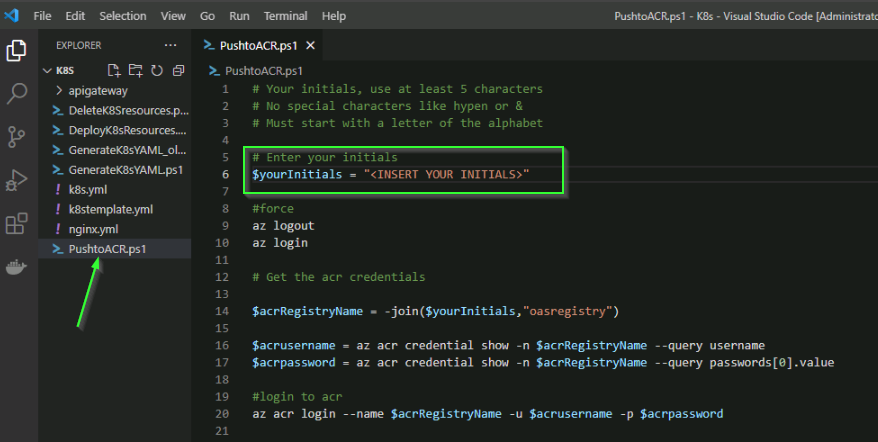 File Edit Selection View Go Run Terminal Help PushtoACR.ps1 - K8s - Visual Studio Code [Administrato
EXPLORER ...
K8S
apigateway
DeleteK8Sresources.p...
DeployK8sResources....
GenerateK8sYAML_ol...
GenerateK8sYAML.ps1
k8s.yml
k8stemplate.yml
nginx.yml
PushtoACR.ps1
PushtoACR.ps1
PushtoACR.ps1
1 # Your initials, use at least 5 characters
2 # No special characters like hypen or &
3 # Must start with a letter of the alphabet
4
5 # Enter your initials
6 $yourInitials = "<INSERT YOUR INITIALS>"
7
8 #force
9 az logout
10 az login
11
12 # Get the acr credentials
13
14 $acrRegistryName = -join($yourInitials,"oasregistry")
15
16 $acrusername = az acr credential show -n $acrRegistryName --query username
17 $acrpassword = az acr credential show -n $acrRegistryName --query passwords[0].value
18
19 #login to acr
20 az acr login --name $acrRegistryName -u $acrusername -p $acrpassword
21